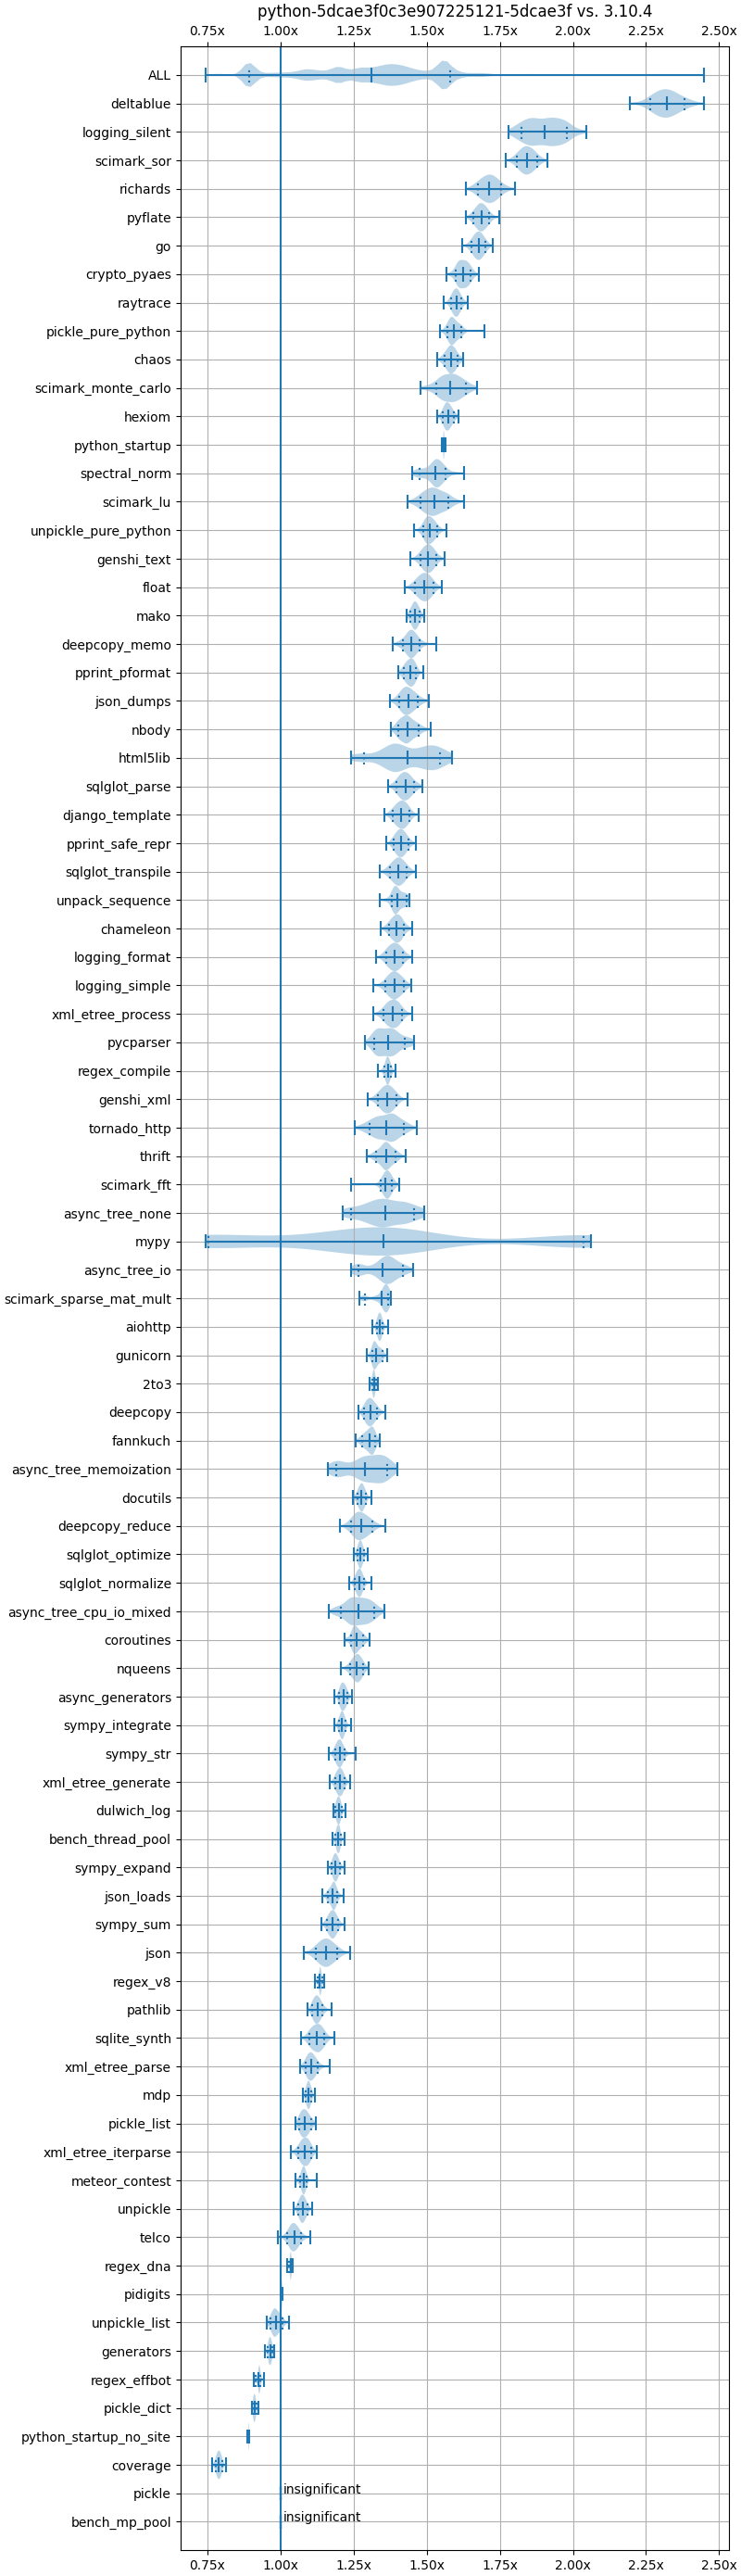 python-5dcae3f0c3e907225121-5dcae3f vs. 3.10.4
0.75x 1.00x 1.25x 1.50x 1.75x 2.00x 2.25x 2.50x
ALL
deltablue
logging_silent
scimark_sor
richards
pyflate
go
crypto_pyaes
raytrace
pickle_pure_python
chaos
scimark_monte_carlo
hexiom
python_startup
spectral_norm
scimark_lu
unpickle_pure_python
genshi_text
float
mako
deepcopy_memo
pprint_pformat
json_dumps
nbody
html5lib
sqlglot_parse
django_template
pprint_safe_repr
sqlglot_transpile
unpack_sequence
chameleon
logging_format
logging_simple
xml_etree_process
pycparser
regex_compile
genshi_xml
tornado_http
thrift
scimark_fft
async_tree_none
mypy
async_tree_io
scimark_sparse_mat_mult
aiohttp
gunicorn
2to3
deepcopy
fannkuch
async_tree_memoization
docutils
deepcopy_reduce
sqlglot_optimize
sqlglot_normalize
async_tree_cpu_io_mixed
coroutines
nqueens
async_generators
sympy_integrate
sympy_str
xml_etree_generate
dulwich_log
bench_thread_pool
sympy_expand
json_loads
sympy_sum
json
regex_v8
pathlib
sqlite_synth
xml_etree_parse
mdp
pickle_list
xml_etree_iterparse
meteor_contest
unpickle
telco
regex_dna
pidigits
unpickle_list
generators
regex_effbot
pickle_dict
python_startup_no_site
coverage
pickle insignificant
bench_mp_pool insignificant
0.75x 1.00x 1.25x 1.50x 1.75x 2.00x 2.25x 2.50x